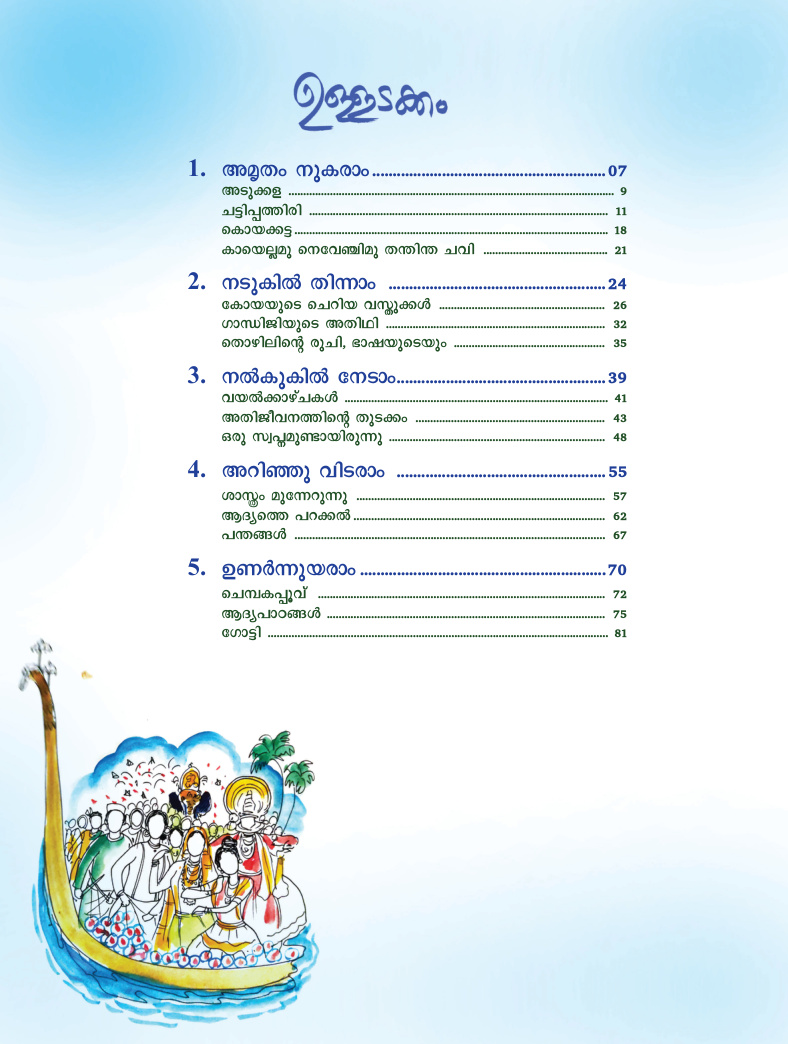 ഉള്ളടക്കം
1. അമൃതം നുകരാം ........ 07
അടുക്കള ........ 9
ചട്ടിപ്പത്തിരി ........ 11
കൊയക്കട്ട ........ 18
കായെല്ലമു നെവേഞ്ചിമു തന്തിന്ത ചവി ........ 21
2. നടുകിൽ തിന്നാം ........ 24
കോയയുടെ ചെറിയ വസ്തുക്കൾ ........ 26
ഗാന്ധിജിയുടെ അതിഥി ........ 32
തൊഴിലിന്റെ രുചി, ഭാഷയുടെയും ........ 35
3. നൽകുകിൽ നേടാം ........ 39
വയൽക്കാഴ്ചകൾ ........ 41
അതിജീവനത്തിന്റെ തുടക്കം ........ 43
ഒരു സ്വപ്നമുണ്ടായിരുന്നു ........ 48
4. അറിഞ്ഞു വിടരാം ........ 55
ശാസ്ത്രം മുന്നേറുന്നു ........ 57
ആദ്യത്തെ പറക്കൽ ........ 62
പന്തങ്ങൾ ........ 67
5. ഉണർന്നുയരാം ........ 70
ചെമ്പകപ്പൂവ് ........ 72
ആദ്യപാഠങ്ങൾ ........ 75
ഗോട്ടി ........ 81